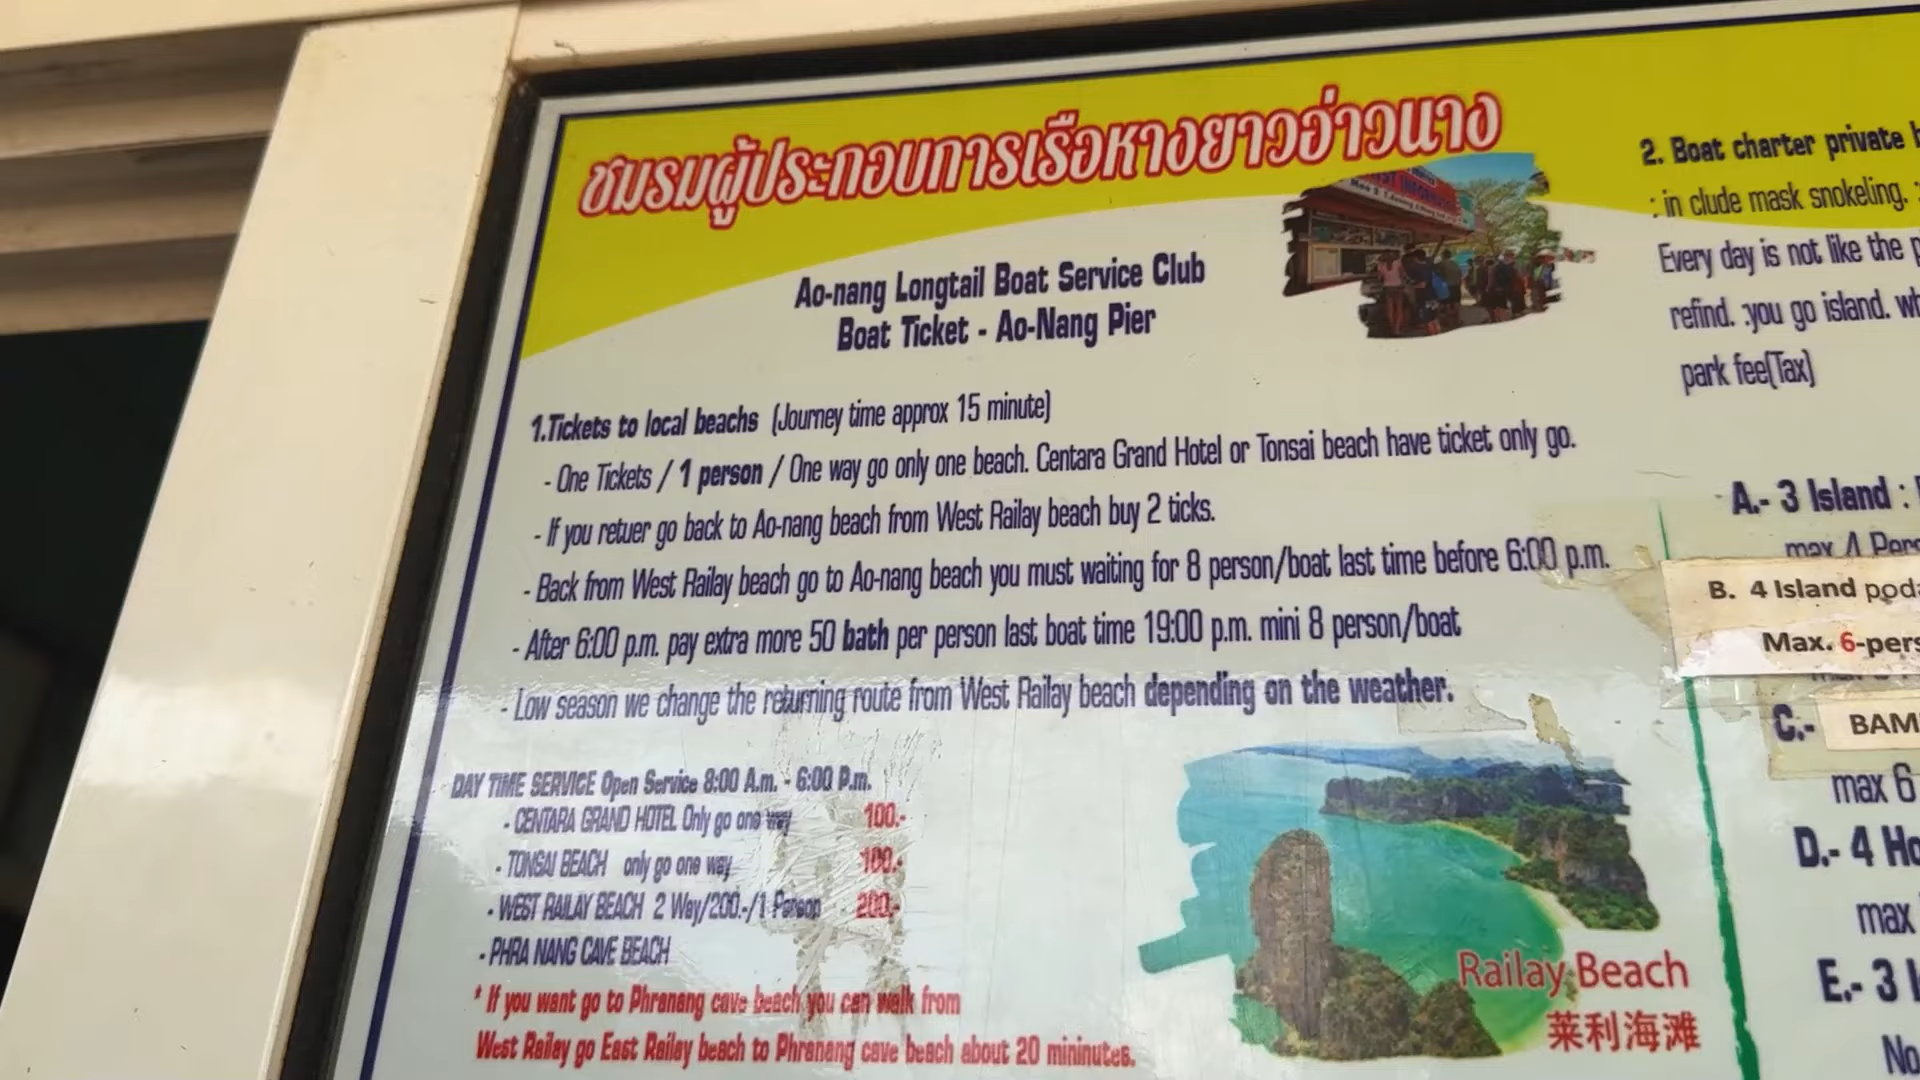 ชมรมผู้ประกอบการเรือหางยาวอ่าวนาง
Ao-nang Longtail Boat Service Club
Boat Ticket - Ao-Nang Pier
1.Tickets to local beachs (Journey time approx 15 minute)
- One Tickets / 1 person / One way go only one beach. Centara Grand Hotel or Tonsai beach have ticket only go.
- If you retuer go back to Ao-nang beach from West Railay beach buy 2 ticks.
- Back from West Railay beach go to Ao-nang beach you must waiting for 8 person/boat last time before 6:00 p.m.
- After 6:00 p.m. pay extra more 50 bath per person last boat time 19:00 p.m. mini 8 person/boat
- Low season we change the returning route from West Railay beach depending on the weather.
DAY TIME SERVICE Open Service 8:00 A.m. - 6:00 P.m.
- CENTARA GRAND HOTEL Only go one way 100.-
- TONSAI BEACH only go one way 100.-
- WEST RAILAY BEACH 2 Way/200.-/1 Person 200.-
- PHRA NANG CAVE BEACH
* If you want go to Phranang cave beach you can walk from
West Railay go East Railay beach to Phranang cave beach about 20 mininutes.
Railay Beach
莱利海滩
2. Boat charter private
: in clude mask snokeling.
Every day is not like the
refind. :you go island.
park fee(Tax)
A.- 3 Island :
max 4
B. 4 Island
Max. 6-
C.-
max 6
D.- 4
max
E.- 3